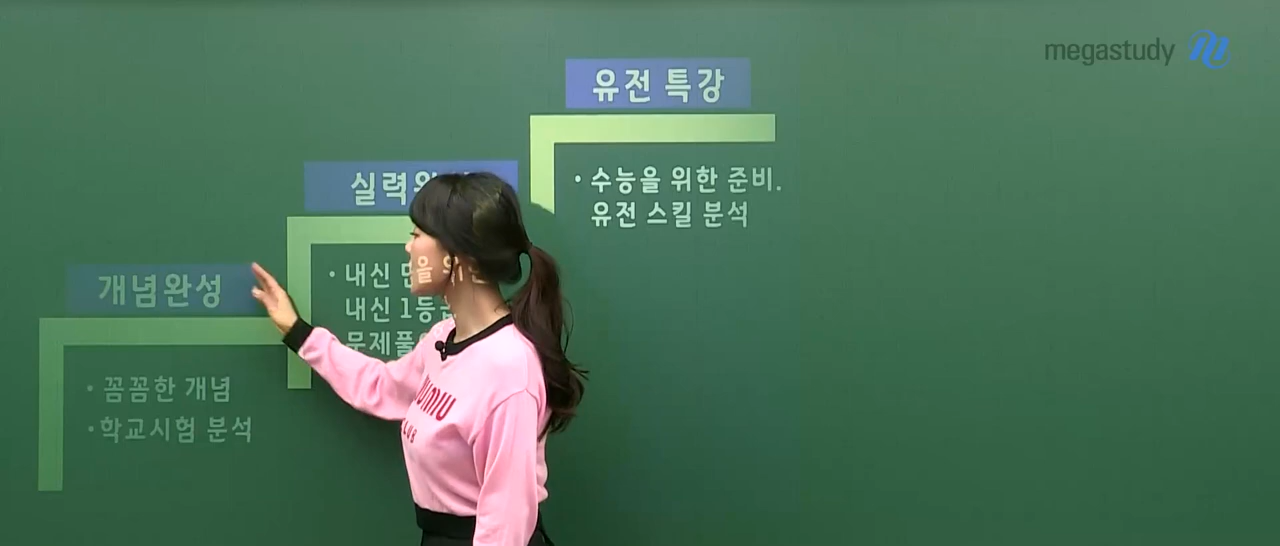 megastudy
유전 특강
• 수능을 위한 준비.
유전 스킬 분석
실력
• 내신
내신 1등급
문제풀
개념완성
• 꼼꼼한 개념
• 학교시험 분석
CLUB